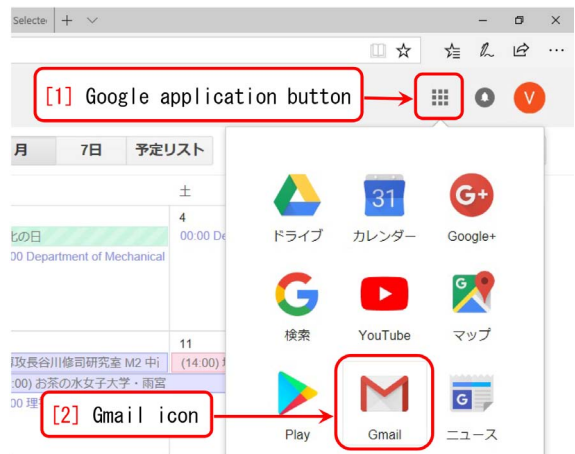 Selecte
[1] Google application button
V
月 7日 予定リスト
土
4
の日
00:00 De
00 Department of Mechanical
31
G+
ドライブ カレンダー Google+
G
G
検索 YouTube マップ
11
攻長谷川修司研究室 M2 中
(14:00)
:00) お茶の水女子大学・雨宮
00 理
[2] Gmail icon
G
Play Gmail ニュース